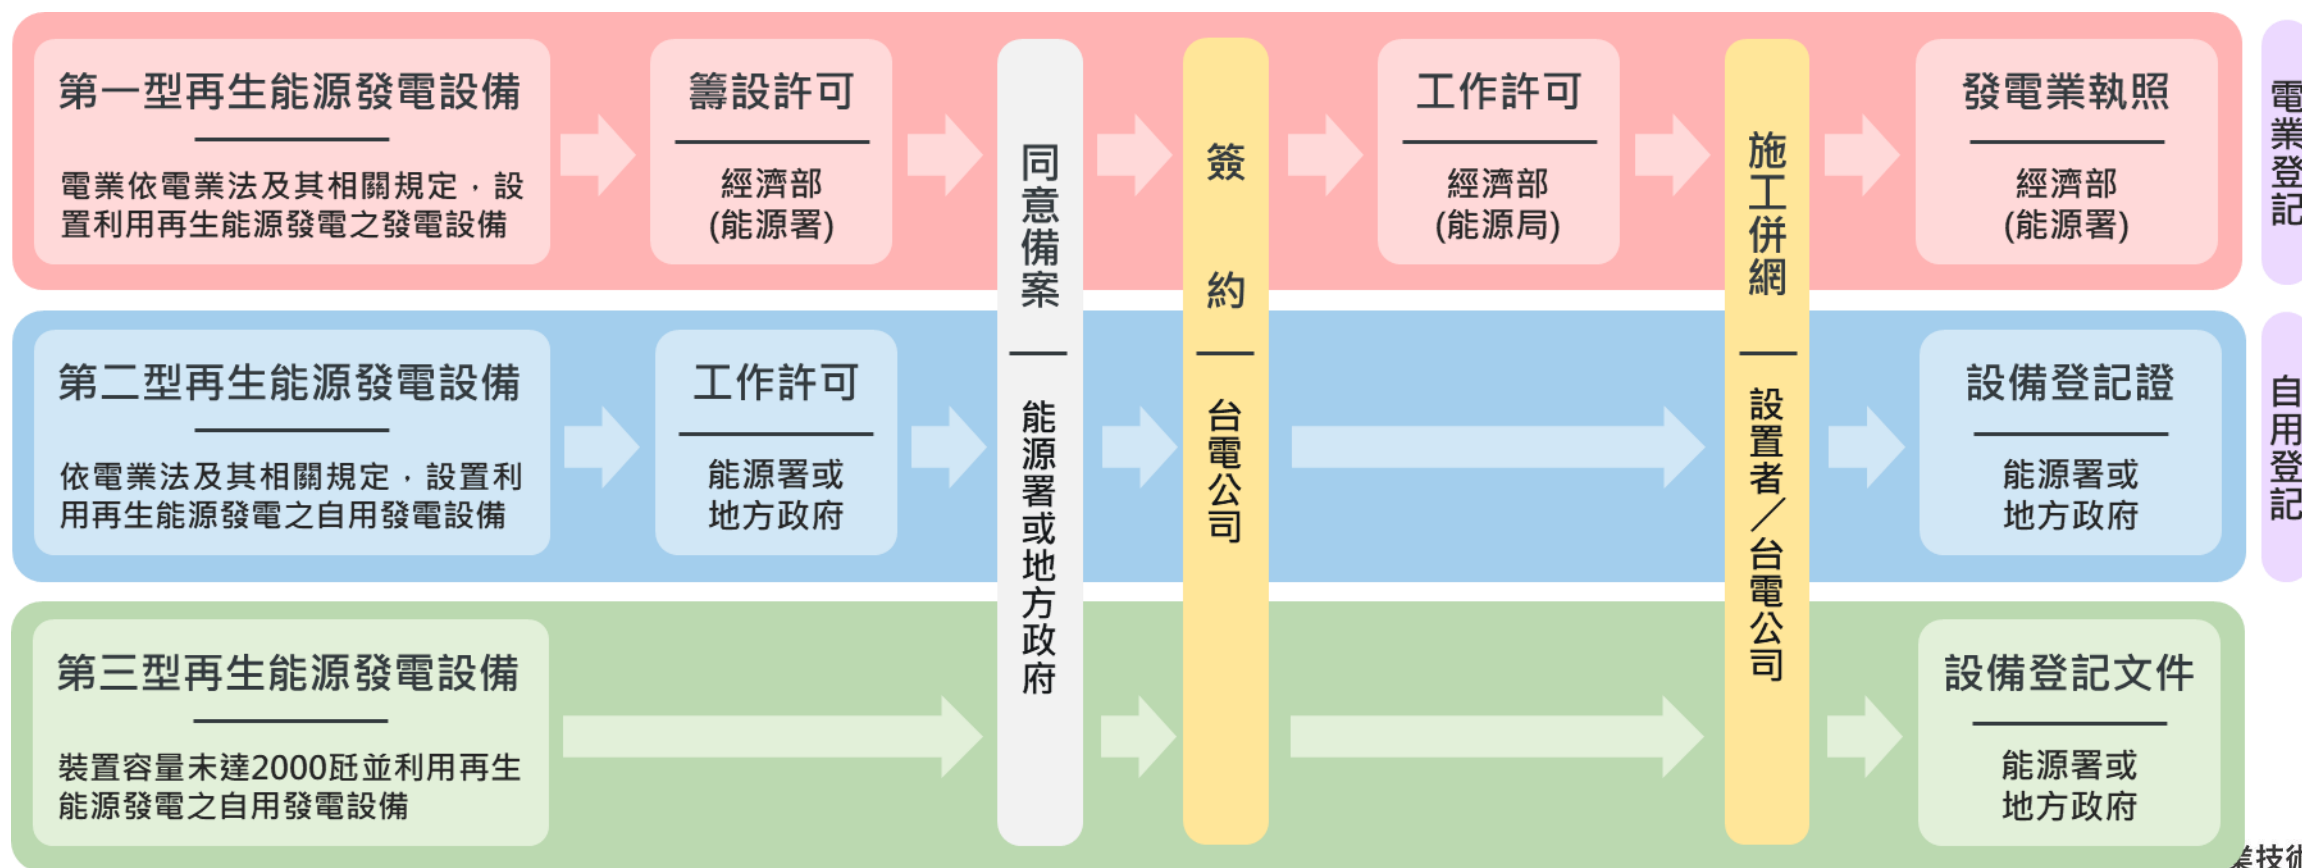 第一型再生能源發電設備
電業依電業法及其相關規定，設
置利用再生能源發電之發電設備
籌設許可
經濟部
(能源署)
同意備案
能源署或地方政府
簽約
台電公司
工作許可
經濟部
(能源局)
施工併網
設置者／台電公司
發電業執照
經濟部
(能源署)
電業登記
第二型再生能源發電設備
依電業法及其相關規定，設置利
用再生能源發電之自用發電設備
工作許可
能源署或
地方政府
設備登記證
能源署或
地方政府
自用登記
第三型再生能源發電設備
裝置容量未達2000瓩並利用再生
能源發電之自用發電設備
設備登記文件
能源署或
地方政府
業技術